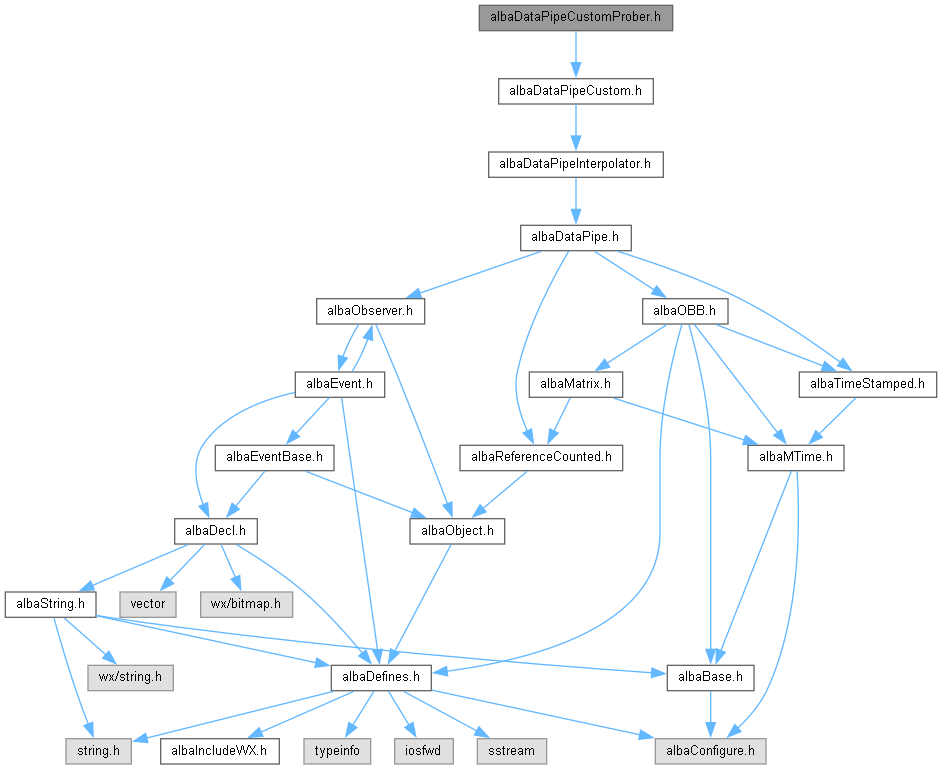 albaDataPipeCustomProber.h
albaDataPipeCustom.h
albaDataPipeInterpolator.h
albaDataPipe.h
albaObserver.h
albaOBB.h
albaEvent.h
albaMatrix.h
albaTimeStamped.h
albaEventBase.h
albaReferenceCounted.h
albaMTime.h
albaDecl.h
albaObject.h
albaString.h
vector
wx/bitmap.h
wx/string.h
albaDefines.h
albaBase.h
string.h
albaIncludeWX.h
typeinfo
iosfwd
sstream
albaConfigure.h